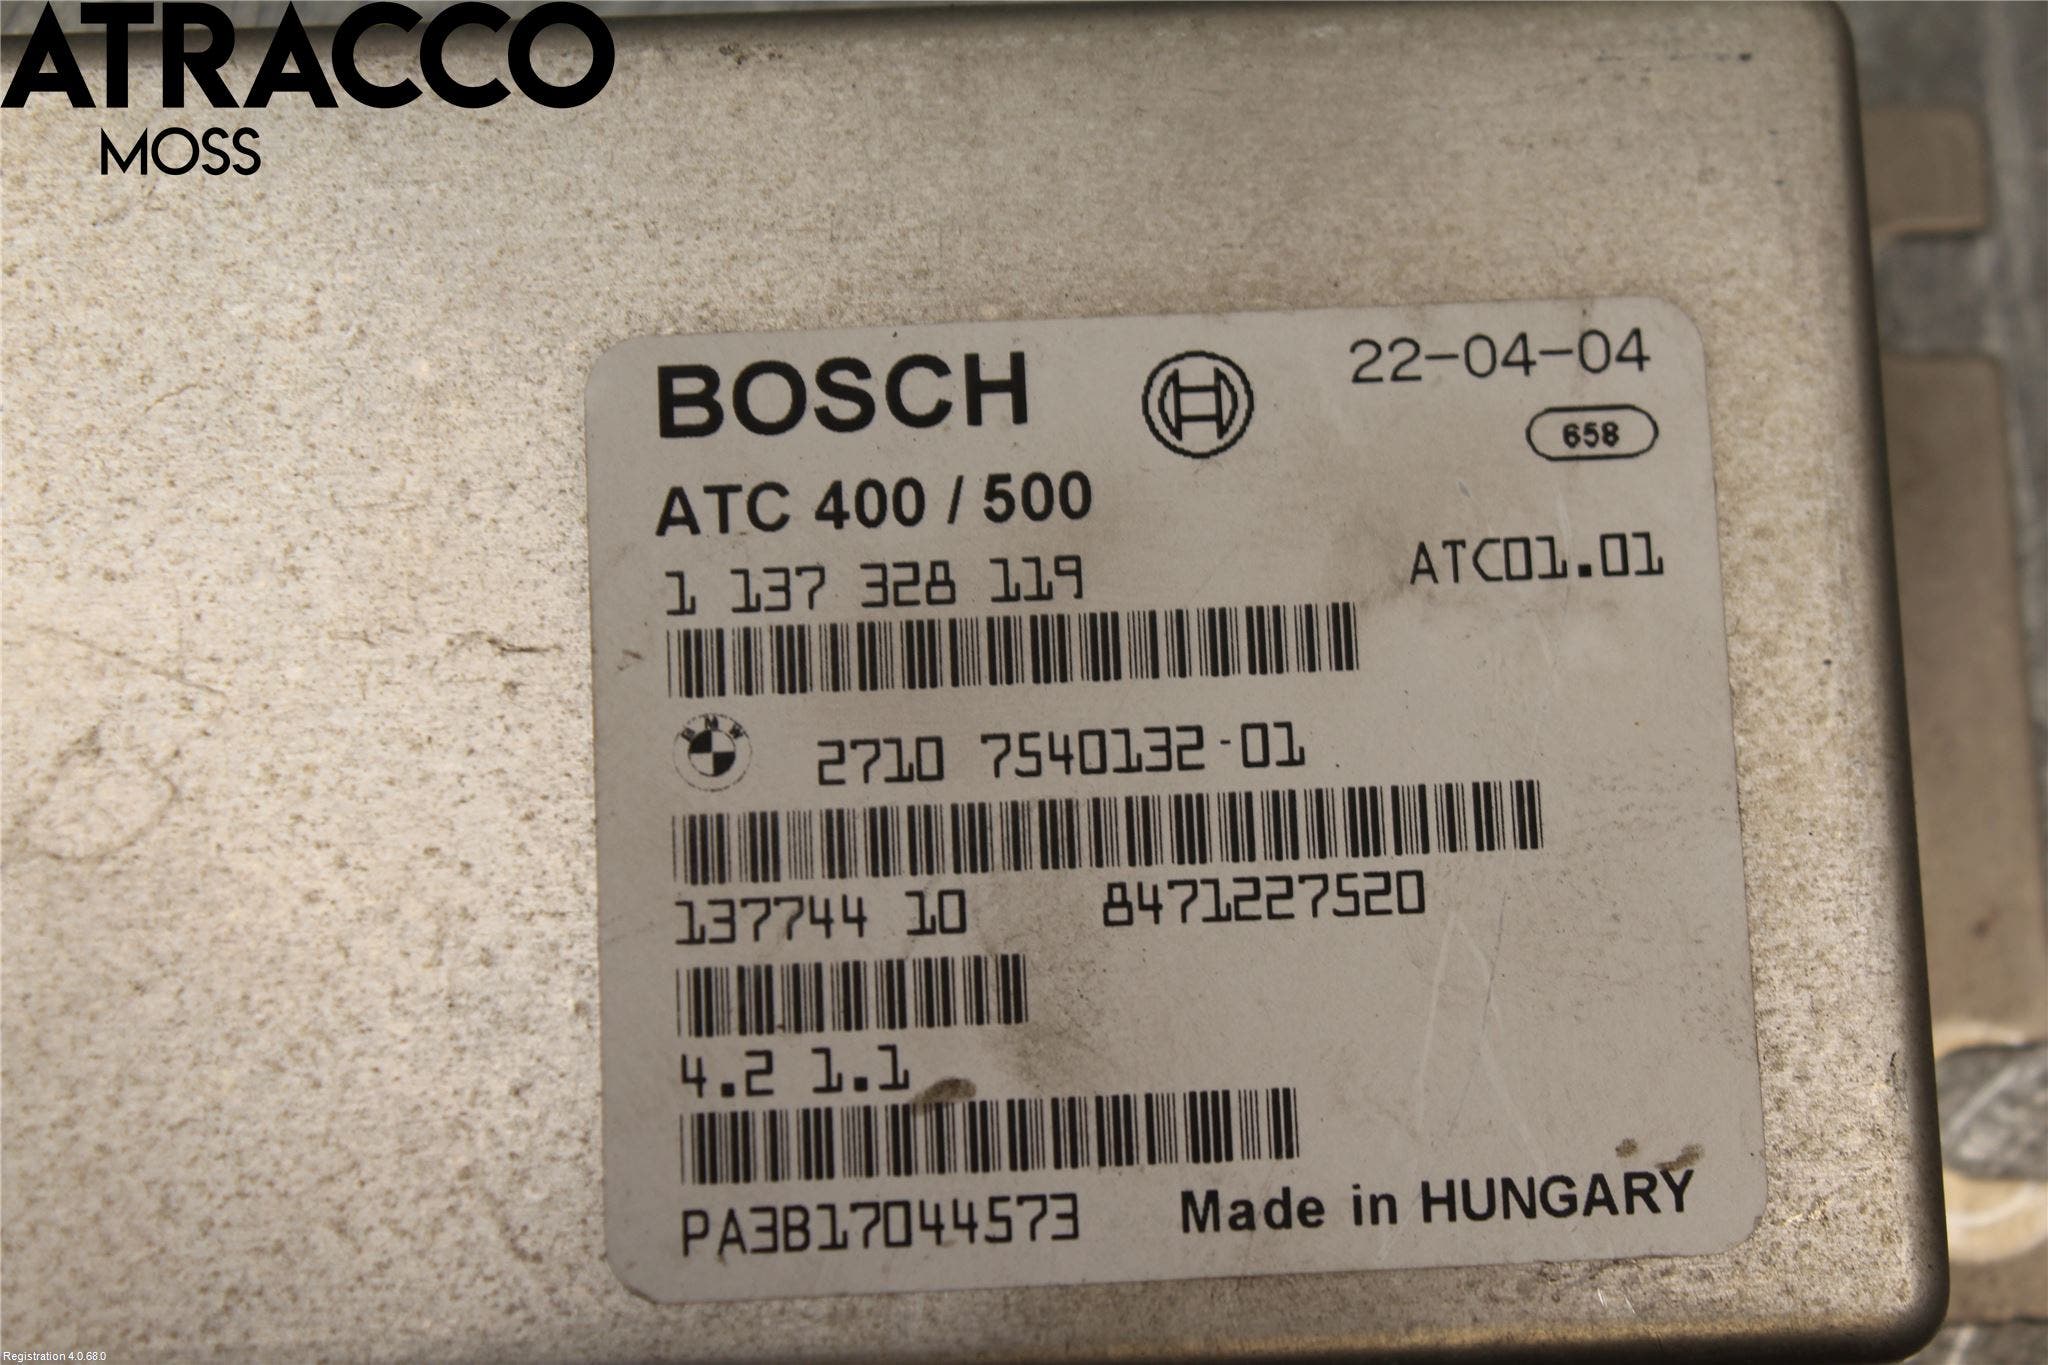 ATRACCO
MOSS
BOSCH 22-04-04
658
ATC 400 / 500
1 137 328 119 ATC01.01
BMW 2710 7540132-01
137744 10 8471227520
4.2 1.1
PA3B17044573 Made in HUNGARY
Registration 4.0.68.0